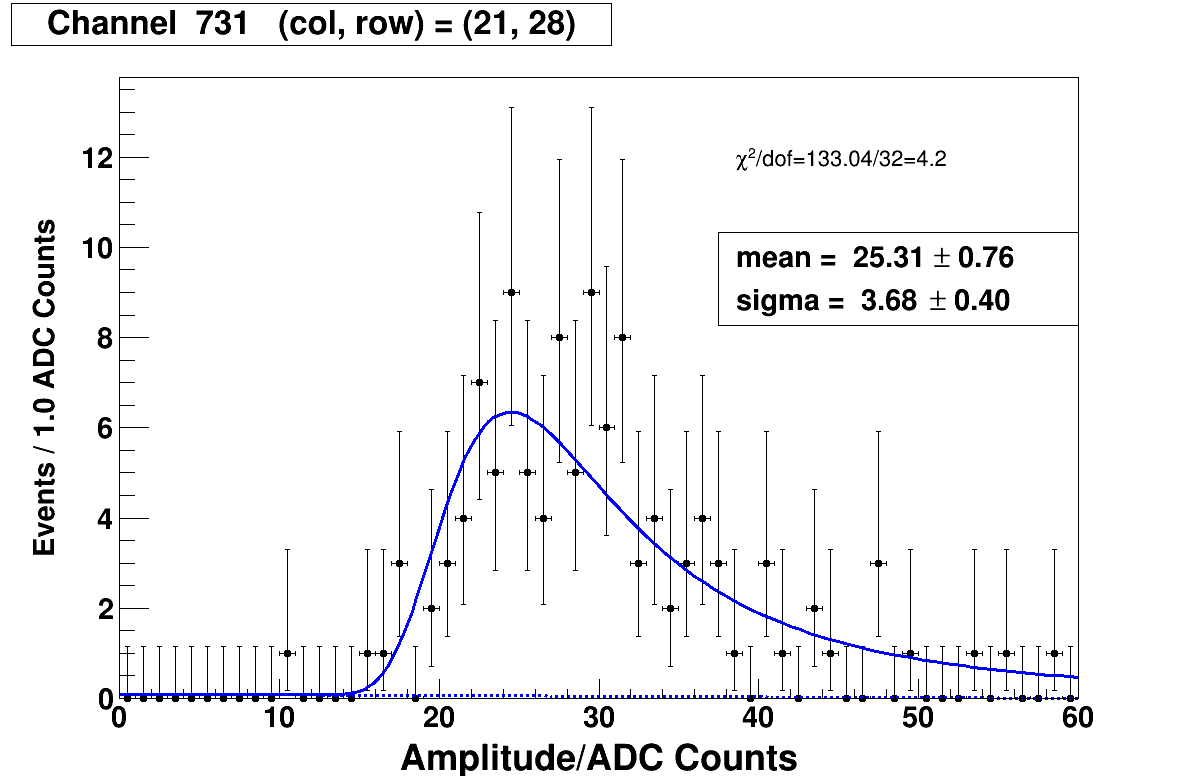 Channel 731 (col, row) = (21, 28)
χ²/dof=133.04/32=4.2
mean = 25.31 ± 0.76
sigma = 3.68 ± 0.40
Events / 1.0 ADC Counts
12
10
8
6
4
2
0
0 10 20 30 40 50 60
Amplitude/ADC Counts